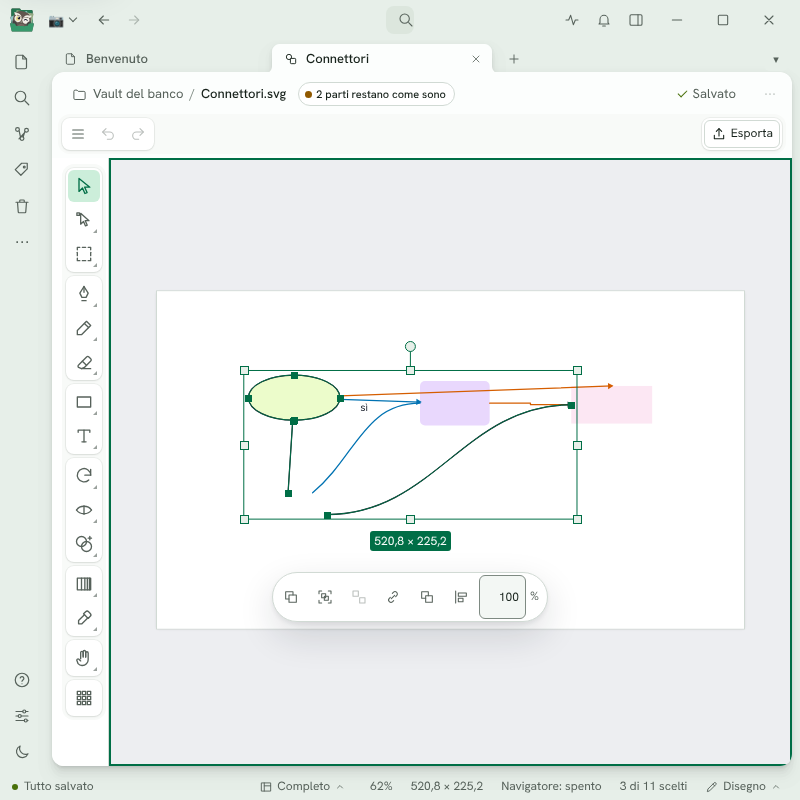 Benvenuto
Connettori
Vault del banco / Connettori.svg
2 parti restano come sono
Salvato
Esporta
sì
520,8 × 225,2
100 %
Tutto salvato
Completo
62%
520,8 × 225,2
Navigatore: spento
3 di 11 scelti
Disegno